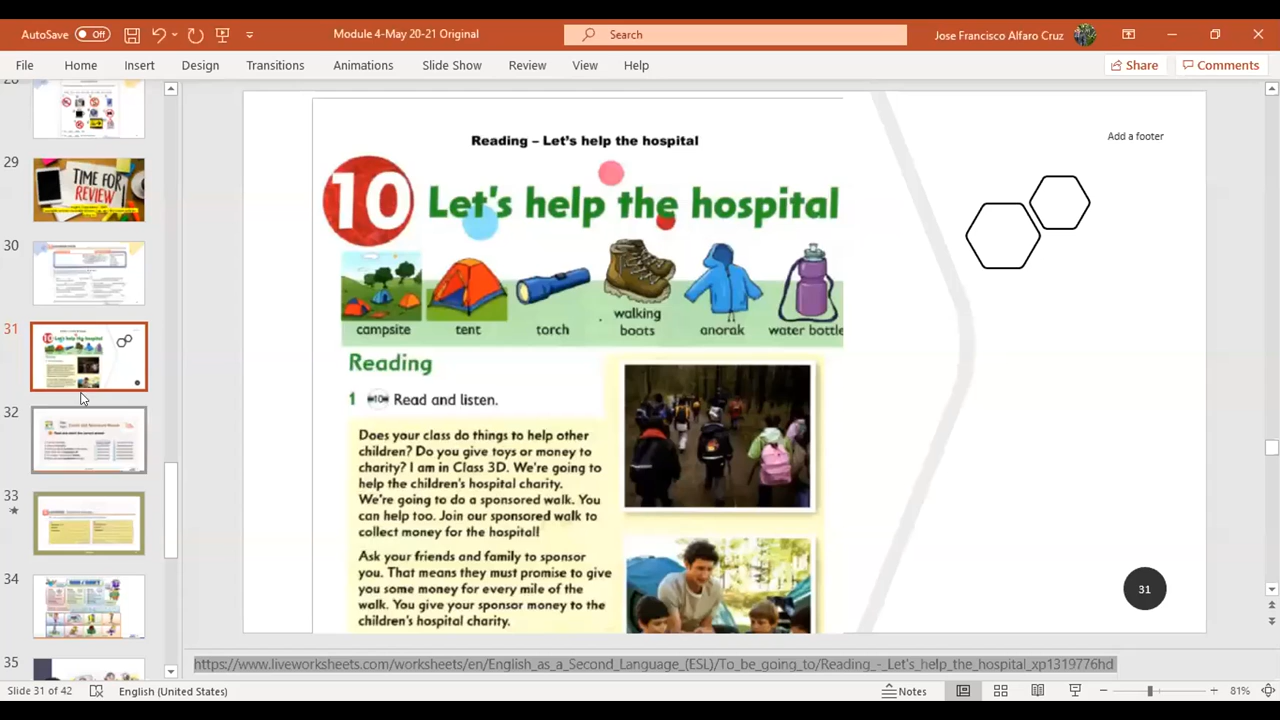 AutoSave Off Module 4-May 20-21 Original Search Jose Francisco Alfaro Cruz
File Home Insert Design Transitions Animations Slide Show Review View Help Share Comments
29
TIME FOR
REVIEW
30
31
32
33
34
35
Reading – Let's help the hospital
Add a footer
10 Let's help the hospital
campsite tent torch walking boots anorak water bottle
Reading
1 Read and listen.
Does your class do things to help other
children? Do you give toys or money to
charity? I am in Class 3D. We're going to
help the children's hospital charity.
We're going to do a sponsored walk. You
can help too. Join our sponsored walk to
collect money for the hospital!
Ask your friends and family to sponsor
you. That means they must promise to give
you some money for every mile of the
walk. You give your sponsor money to the
children's hospital charity.
31
https://www.liveworksheets.com/worksheets/en/English_as_a_Second_Language_(ESL)/To_be_going_to/Reading_-_Let's_help_the_hospital_xp1319776hd
Slide 31 of 42 English (United States) Notes 81%